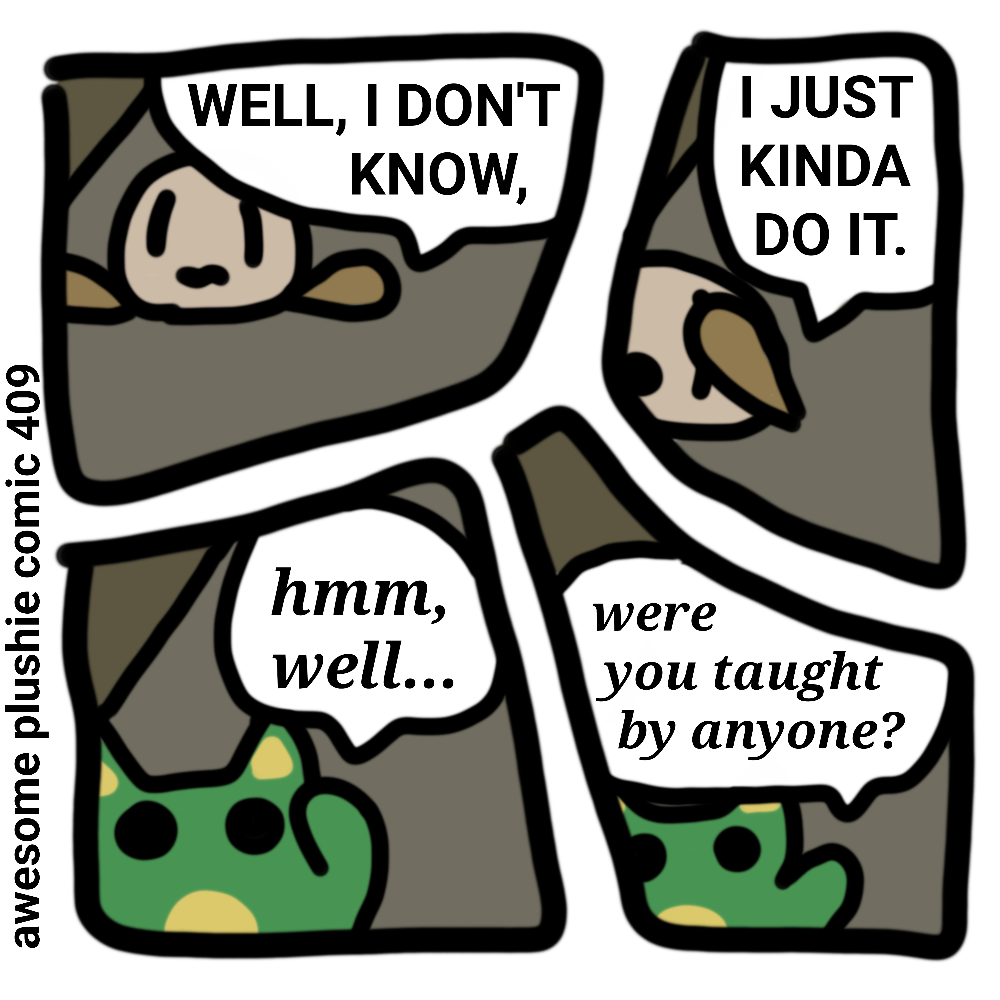 WELL, I DON'T
KNOW,
I JUST
KINDA
DO IT.
hmm,
well...
were
you taught
by anyone?
awesome plushie comic 409